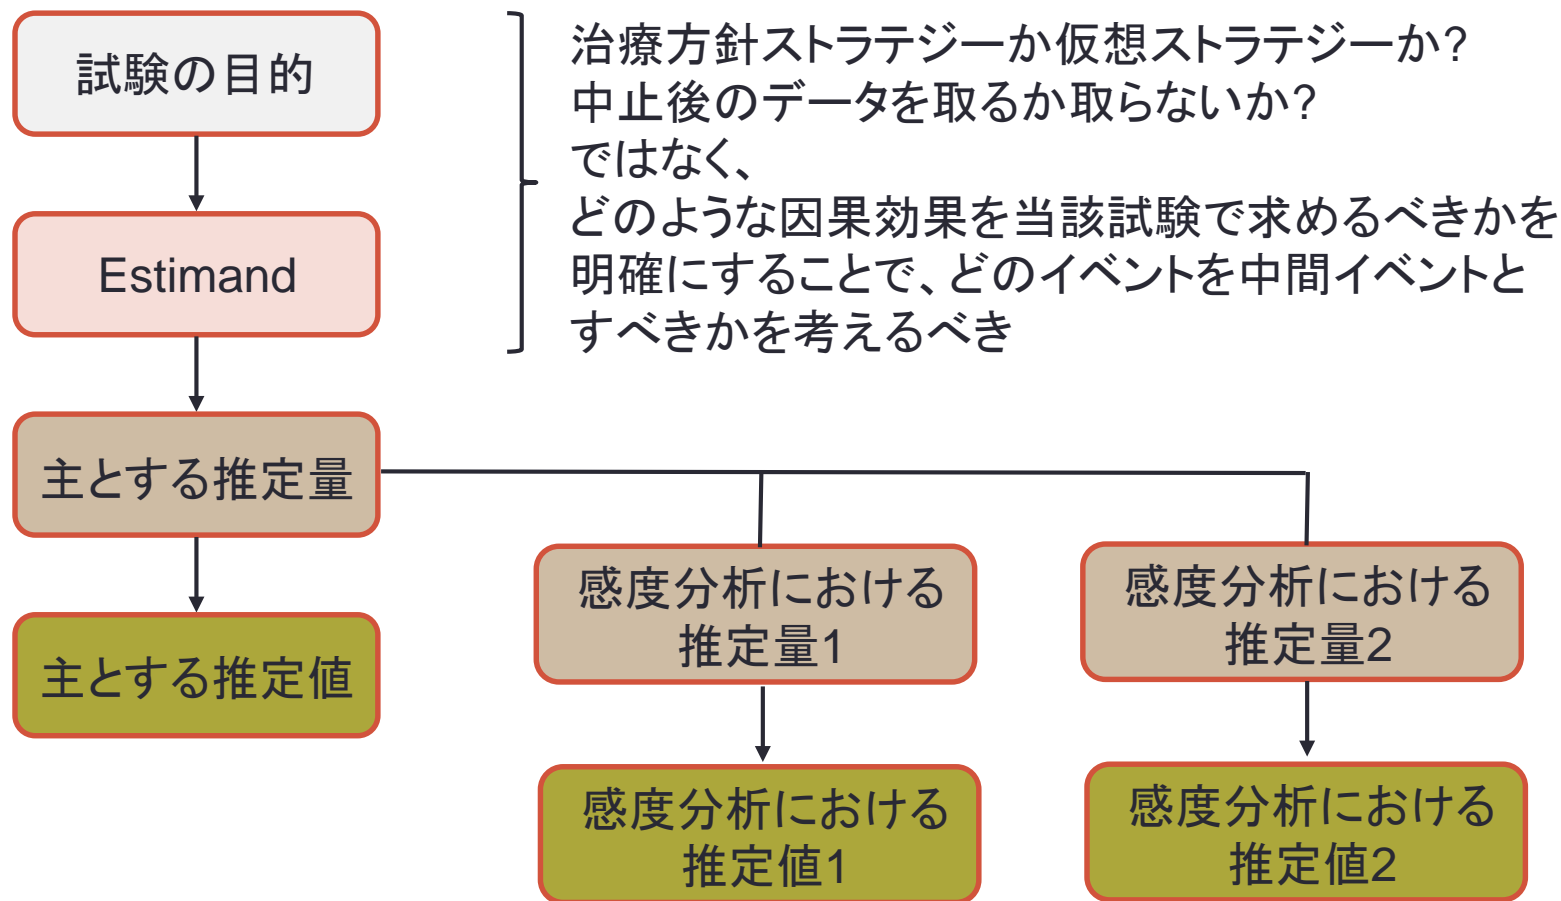 試験の目的
治療方針ストラテジーか仮想ストラテジーか?
中止後のデータを取るか取らないか?
ではなく、
どのような因果効果を当該試験で求めるべきかを
明確にすることで、どのイベントを中間イベントと
すべきかを考えるべき
Estimand
主とする推定量
主とする推定値
感度分析における
推定量1
感度分析における
推定量2
感度分析における
推定値1
感度分析における
推定値2